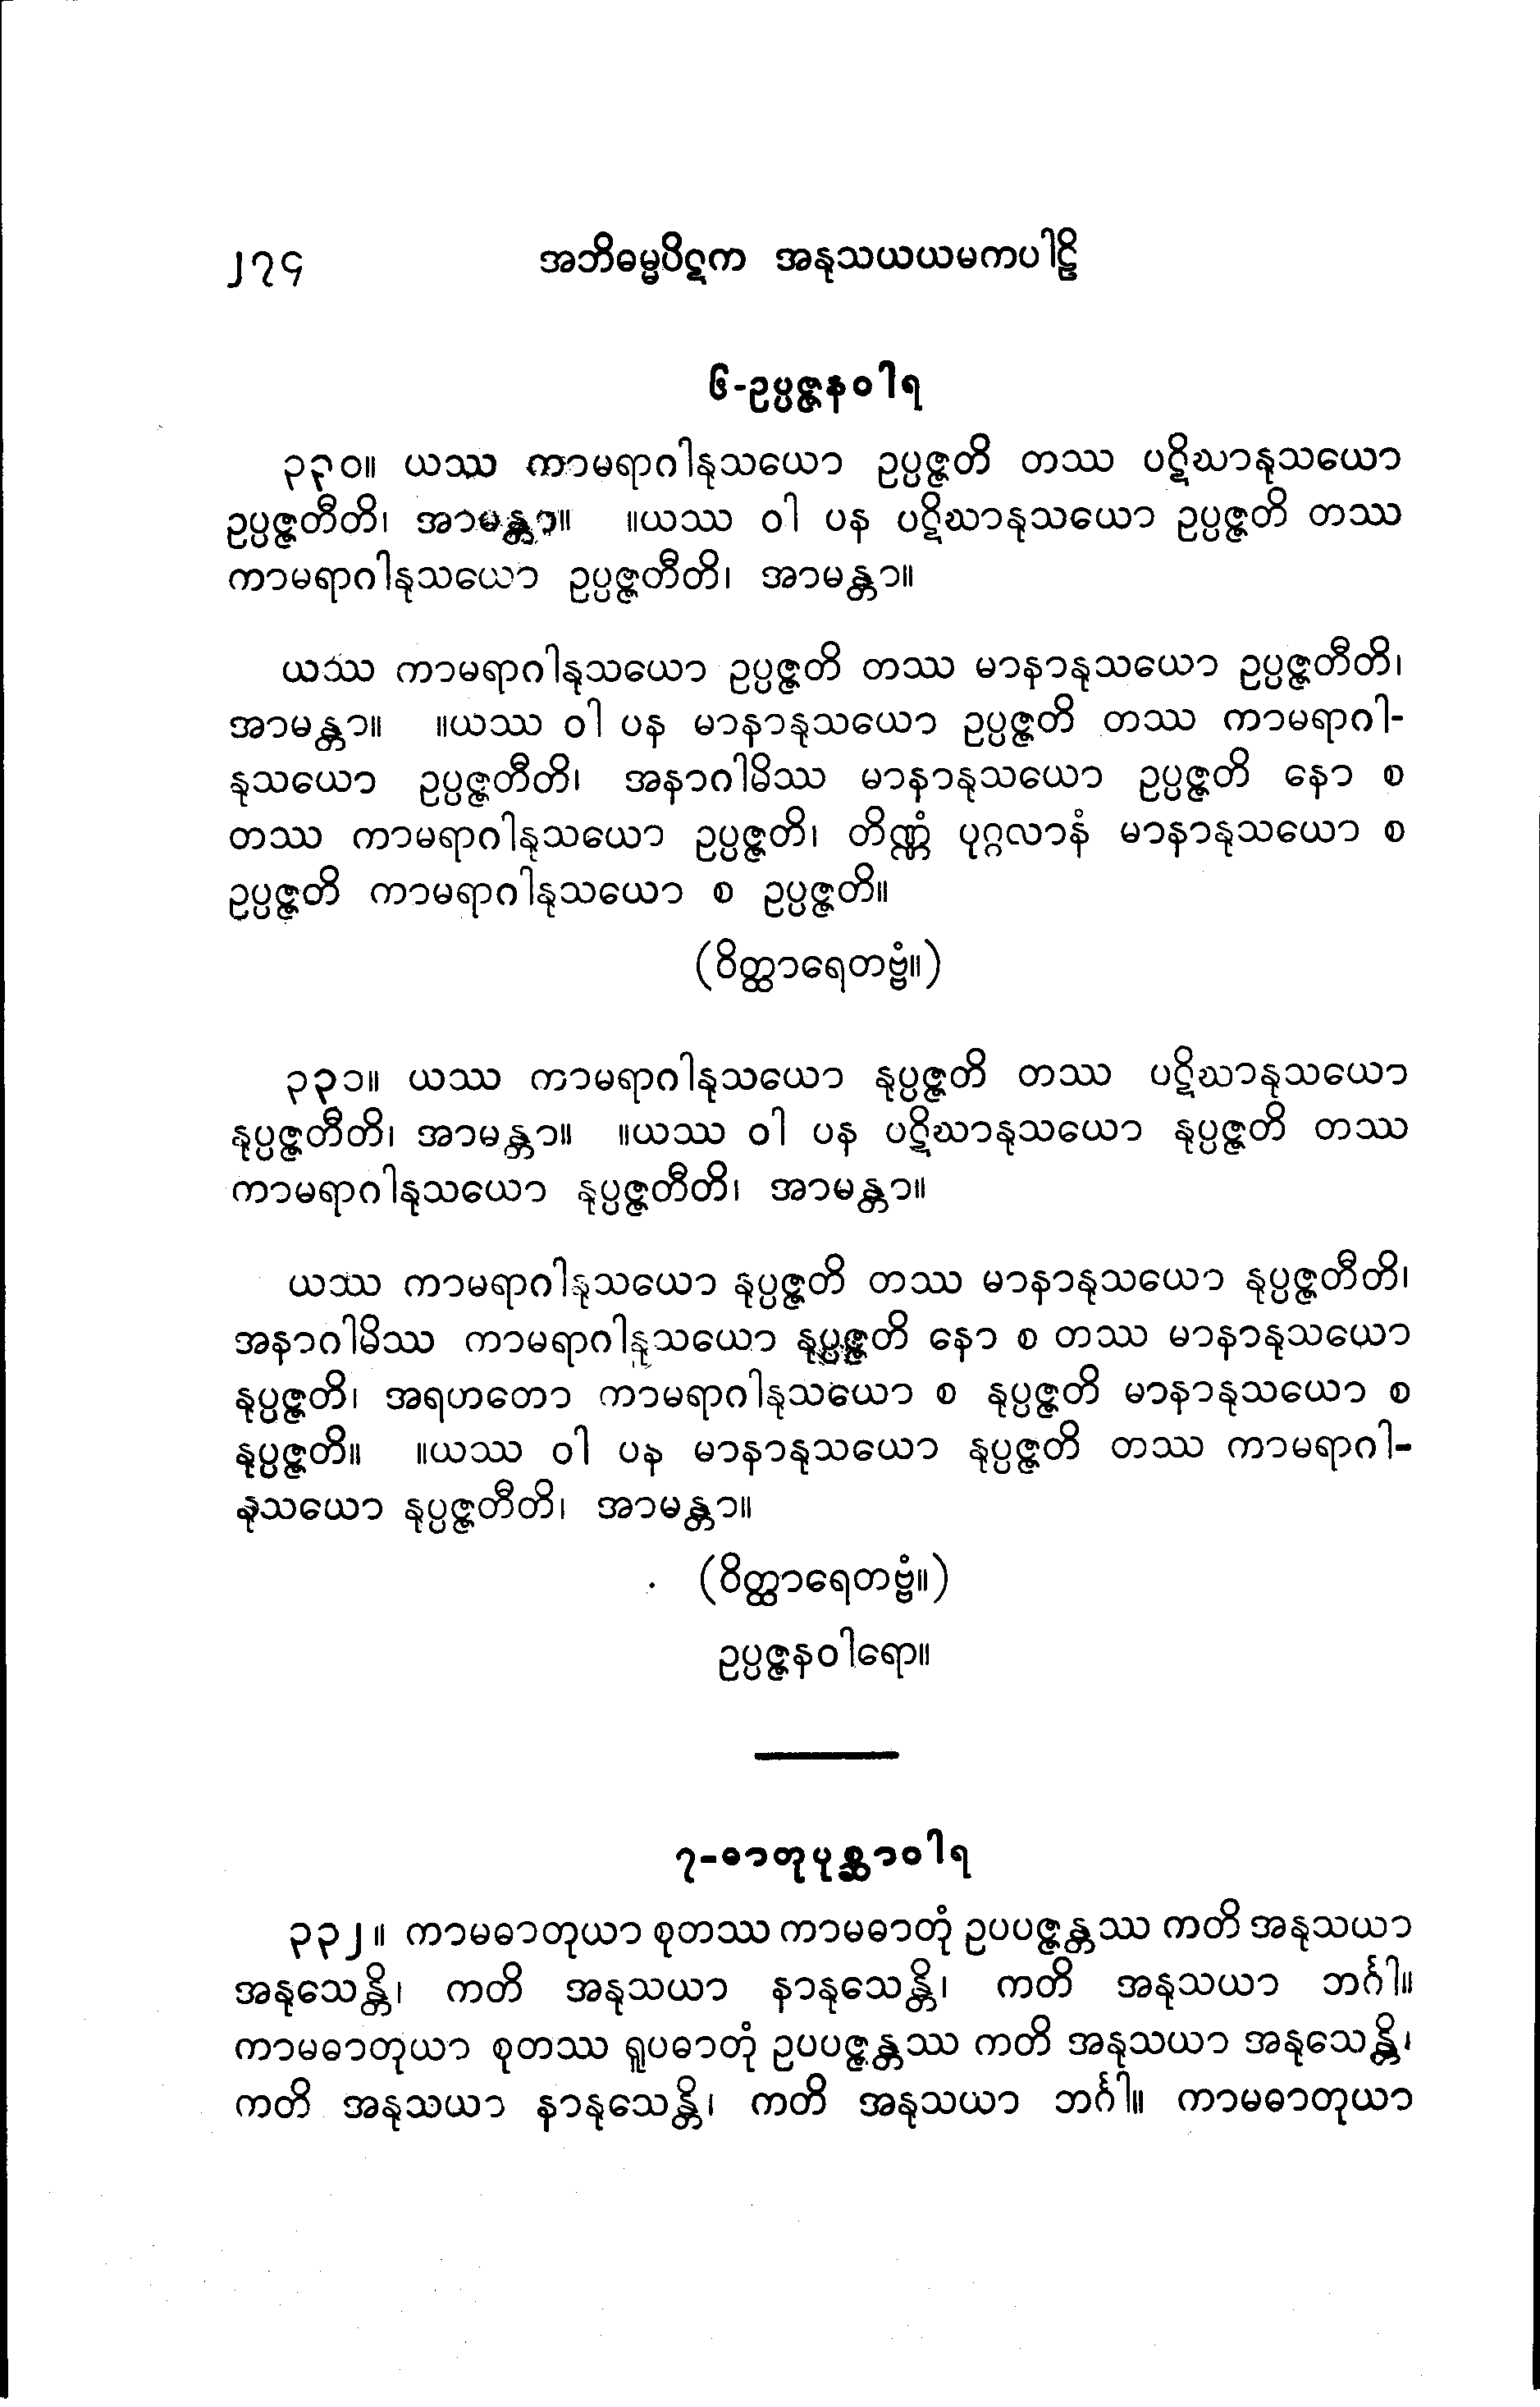 ၂၇၄ အဘိဓမ္မပိဋက အနုသယယမကပါဠိ
၆-ဥပ္ပဇ္ဇနဝါရ
၃၃၀။ ယဿ ကာမရာဂါနုသယော ဥပ္ပဇ္ဇတိ တဿ ပဋိဃာနုသယော
ဥပ္ပဇ္ဇတီတိ၊ အာမန္တာ။ ။ယဿ ဝါ ပန ပဋိဃာနုသယော ဥပ္ပဇ္ဇတိ တဿ
ကာမရာဂါနုသယော ဥပ္ပဇ္ဇတီတိ၊ အာမန္တာ။
ယဿ ကာမရာဂါနုသယော ဥပ္ပဇ္ဇတိ တဿ မာနာနုသယော ဥပ္ပဇ္ဇတီတိ၊
အာမန္တာ။ ။ယဿ ဝါ ပန မာနာနုသယော ဥပ္ပဇ္ဇတိ တဿ ကာမရာဂါ-
နုသယော ဥပ္ပဇ္ဇတီတိ၊ အနာဂါမိဿ မာနာနုသယော ဥပ္ပဇ္ဇတိ နော စ
တဿ ကာမရာဂါနုသယော ဥပ္ပဇ္ဇတိ၊ တိဏ္ဏံ ပုဂ္ဂလာနံ မာနာနုသယော စ
ဥပ္ပဇ္ဇတိ ကာမရာဂါနုသယော စ ဥပ္ပဇ္ဇတိ။
(ဝိတ္ထာရေတဗ္ဗံ။)
၃၃၁။ ယဿ ကာမရာဂါနုသယော နုပ္ပဇ္ဇတိ တဿ ပဋိဃာနုသယော
နုပ္ပဇ္ဇတီတိ၊ အာမန္တာ။ ။ယဿ ဝါ ပန ပဋိဃာနုသယော နုပ္ပဇ္ဇတိ တဿ
ကာမရာဂါနုသယော နုပ္ပဇ္ဇတီတိ၊ အာမန္တာ။
ယဿ ကာမရာဂါနုသယော နုပ္ပဇ္ဇတိ တဿ မာနာနုသယော နုပ္ပဇ္ဇတီတိ၊
အနာဂါမိဿ ကာမရာဂါနုသယော နုပ္ပဇ္ဇတိ နော စ တဿ မာနာနုသယော
နုပ္ပဇ္ဇတိ၊ အရဟတော ကာမရာဂါနုသယော စ နုပ္ပဇ္ဇတိ မာနာနုသယော စ
နုပ္ပဇ္ဇတိ။ ။ယဿ ဝါ ပန မာနာနုသယော နုပ္ပဇ္ဇတိ တဿ ကာမရာဂါ-
နုသယော နုပ္ပဇ္ဇတီတိ၊ အာမန္တာ။
(ဝိတ္ထာရေတဗ္ဗံ။)
ဥပ္ပဇ္ဇနဝါရော။
၇-ဓာတုပုစ္ဆာဝါရ
၃၃၂။ ကာမဓာတုယာ စုတဿ ကာမဓာတုံ ဥပပဇ္ဇန္တဿ ကတိ အနုသယာ
အနုသေန္တိ၊ ကတိ အနုသယာ နာနုသေန္တိ၊ ကတိ အနုသယာ ဘင်္ဂါ။
ကာမဓာတုယာ စုတဿ ရူပဓာတုံ ဥပပဇ္ဇန္တဿ ကတိ အနုသယာ အနုသေန္တိ၊
ကတိ အနုသယာ နာနုသေန္တိ၊ ကတိ အနုသယာ ဘင်္ဂါ။ ကာမဓာတုယာ